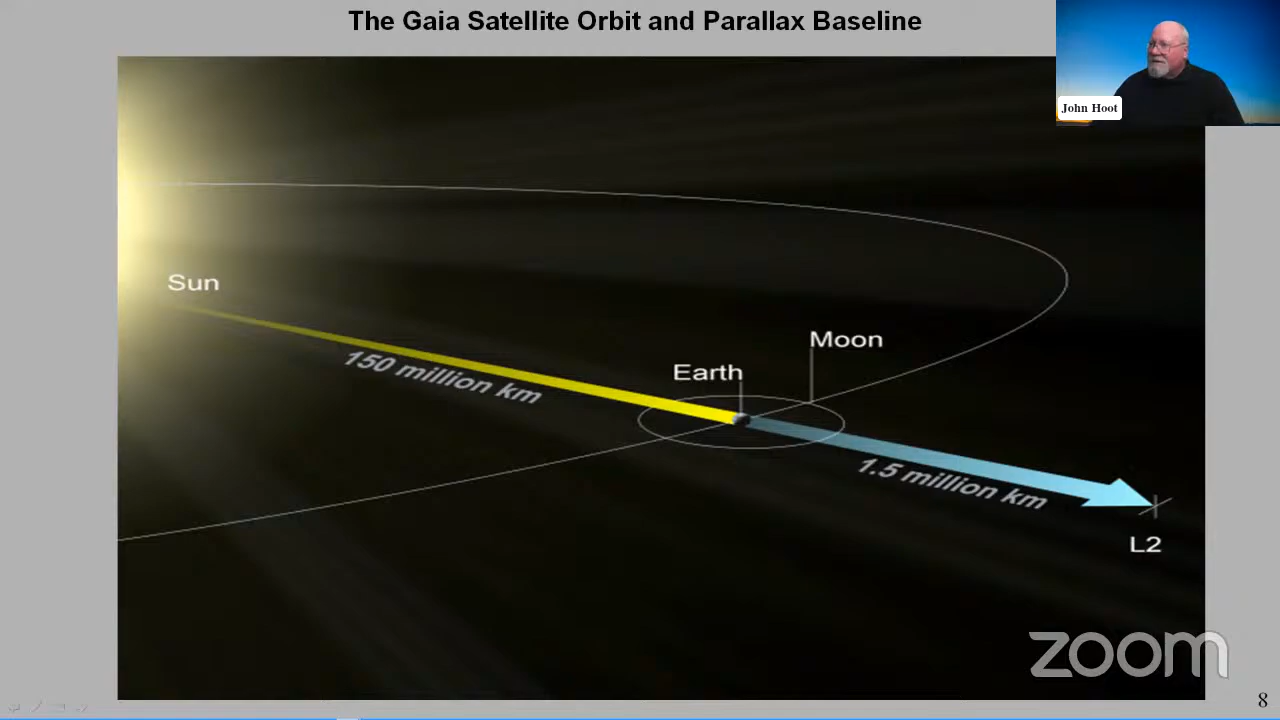 The Gaia Satellite Orbit and Parallax Baseline
John Hoot
Sun
Moon
Earth
150 million km
1.5 million km
L2
zoom
8